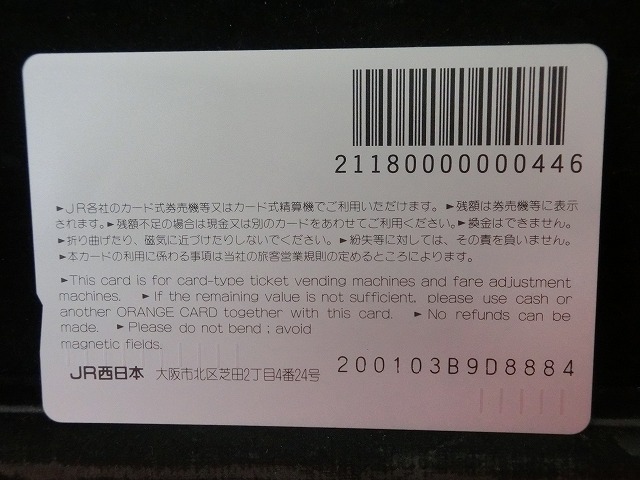 21180000000446
►JR各社のカード式券売機等又はカード式精算機でご利用いただけます。 ►残額は券売機等に表示
されます。►残額不足の場合は現金又は別のカードをあわせてご利用ください。►換金はできません。
►折り曲げたり、磁気に近づけたりしないでください。►紛失等に対しては、その責を負いません。
►本カードの利用に係わる事項は当社の旅客営業規則の定めるところによります。
►This card is for card-type ticket vending machines and fare adjustment
machines. ►If the remaining value is not sufficient, please use cash or
another ORANGE CARD together with this card. ►No refunds can be
made. ►Please do not bend; avoid
magnetic fields.
JR西日本 大阪市北区芝田2丁目4番24号 200103B9D8884